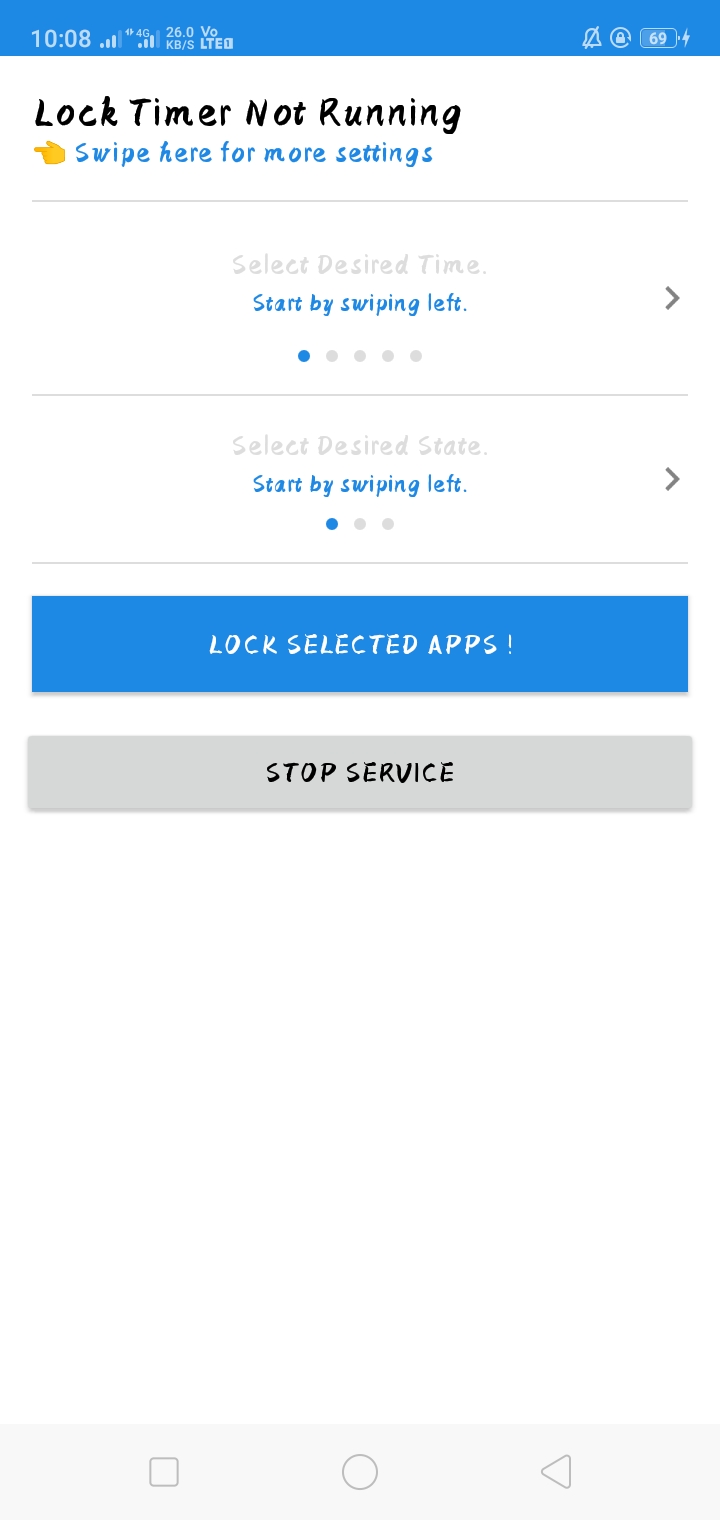 10:08 4G 26.0 KB/S Vo LTE 69
Lock Timer Not Running
👈 Swipe here for more settings
Select Desired Time.
Start by swiping left.
Select Desired State.
Start by swiping left.
LOCK SELECTED APPS !
STOP SERVICE